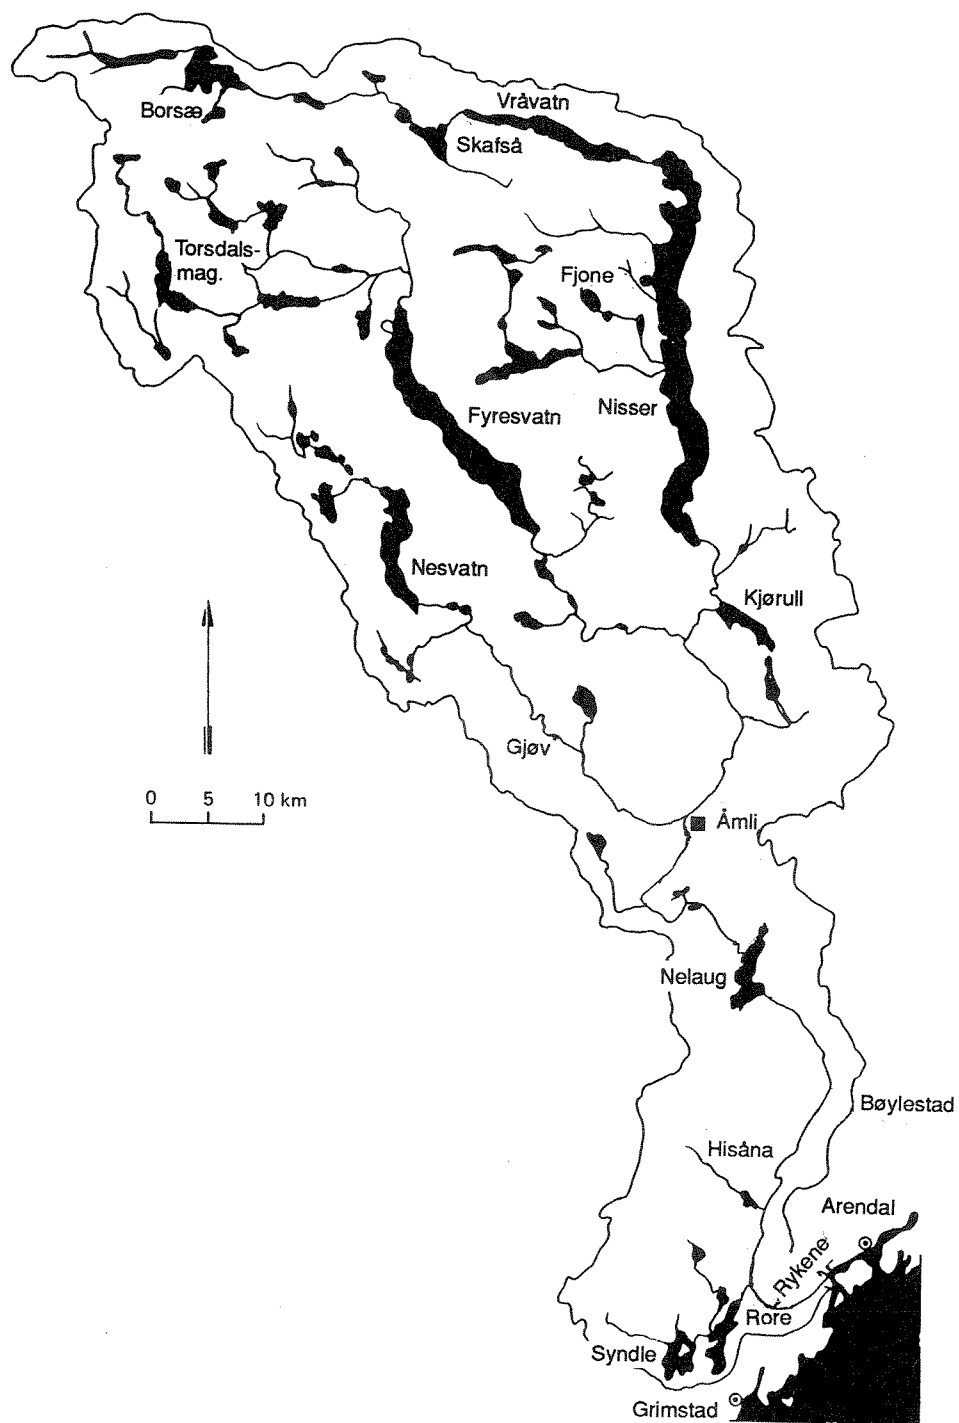 Vråvatn
Borsæ
Skafså
Torsdals-
mag.
Fjone
Nisser
Fyresvatn
Nesvatn
Kjørull
Gjøv
0 5 10 km
Åmli
Nelaug
Bøylestad
Hisåna
Arendal
Rykene
Rore
Syndle
Grimstad